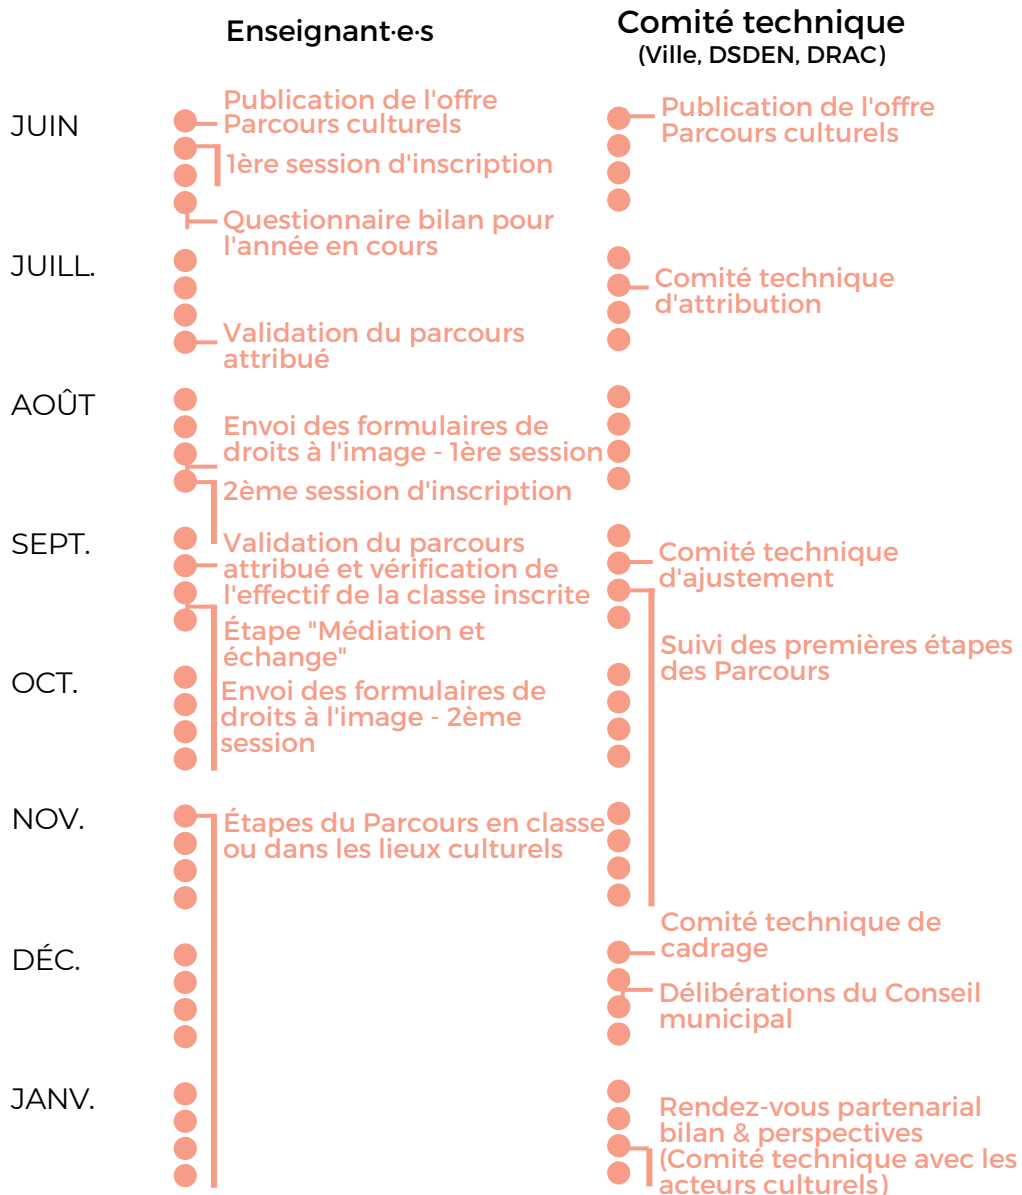 Enseignant·e·s
Comité technique
(Ville, DSDEN, DRAC)
JUIN
Publication de l'offre
Parcours culturels
1ère session d'inscription
Questionnaire bilan pour
l'année en cours
Publication de l'offre
Parcours culturels
JUILL.
Validation du parcours
attribué
Comité technique
d'attribution
AOÛT
Envoi des formulaires de
droits à l'image - 1ère session
2ème session d'inscription
SEPT.
Validation du parcours
attribué et vérification de
l'effectif de la classe inscrite
Étape "Médiation et
échange"
Comité technique
d'ajustement
Suivi des premières étapes
des Parcours
OCT.
Envoi des formulaires de
droits à l'image - 2ème
session
NOV.
Étapes du Parcours en classe
ou dans les lieux culturels
Comité technique de
cadrage
DÉC.
Délibérations du Conseil
municipal
JANV.
Rendez-vous partenarial
bilan & perspectives
(Comité technique avec les
acteurs culturels)